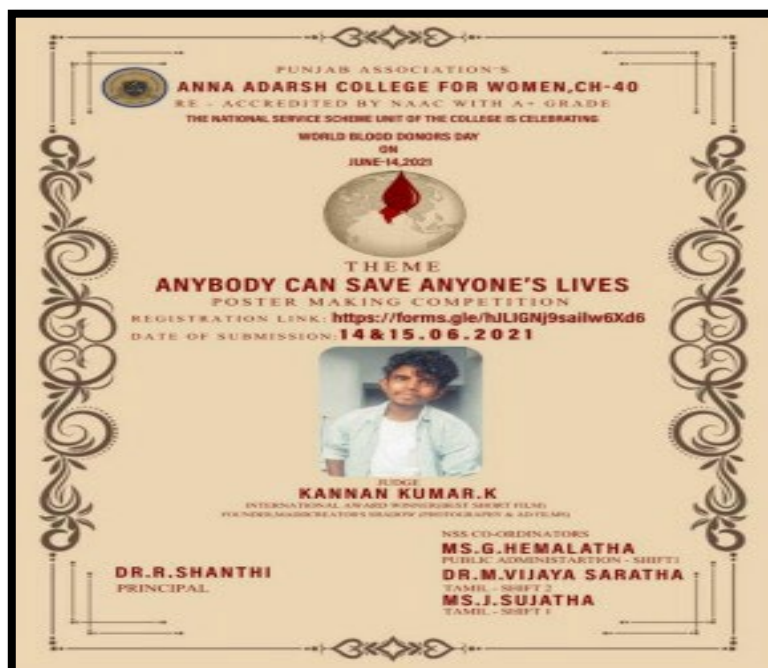 PUNJAB ASSOCIATION'S
ANNA ADARSH COLLEGE FOR WOMEN,CH-40
RE - ACCREDITED BY NAAC WITH A+ GRADE
THE NATIONAL SERVICE SCHEME UNIT OF THE COLLEGE IS CELEBRATING
WORLD BLOOD DONORS DAY
ON
JUNE-14,2021
THEME
ANYBODY CAN SAVE ANYONE'S LIVES
POSTER MAKING COMPETITION
REGISTRATION LINK: https://forms.gle/
DATE OF SUBMISSION:14&15.06.2021
JUDGE
KANNAN KUMAR.K
INTERNATIONAL AWARD WINNER(BEST SHORT FILM)
(PHOTOGRAPHY & AD FILMS)
NSS CO-ORDINATORS
MS.G.HEMALATHA
PUBLIC ADMINISTARTION - SHIFT1
DR.R.SHANTHI
PRINCIPAL
DR.M.VIJAYA SARATHA
TAMIL - SHIFT 2
MS.J.SUJATHA
TAMIL - SHIFT 1